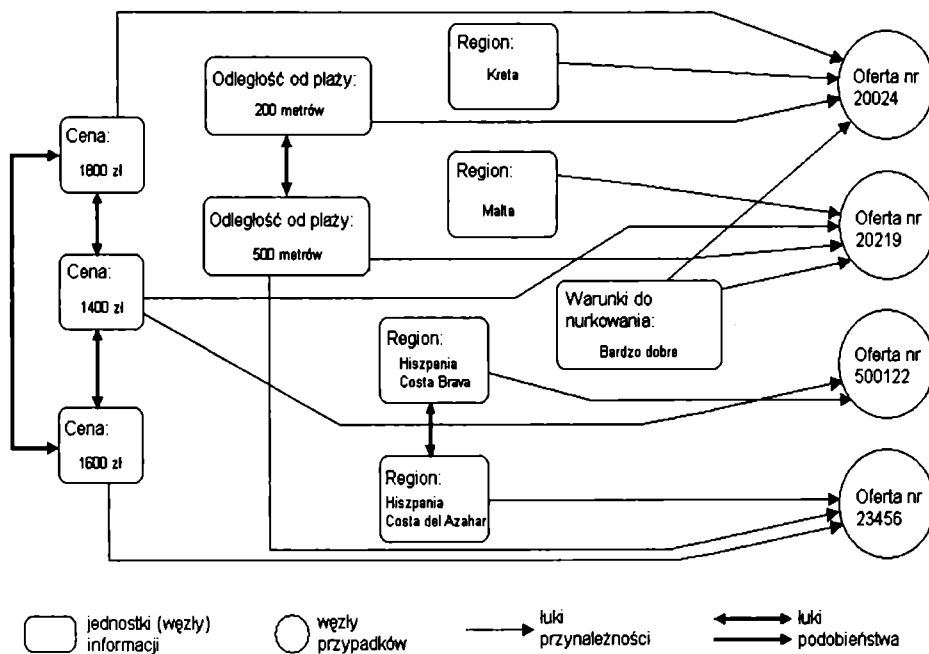 Region:
Kreta
Oferta nr
20024
Odległość od plaży:
200 metrów
Cena:
1800 zł
Region:
Malta
Oferta nr
20219
Odległość od plaży:
500 metrów
Cena:
1400 zł
Warunki do
nurkowania:
Bardzo dobre
Region:
Hiszpania
Costa Brava
Oferta nr
500122
Cena:
1600 zł
Region:
Hiszpania
Costa del Azahar
Oferta nr
23456
jednostki (węzły)
informacji
węzły
przypadków
łuki
przynależności
łuki
podobieństwa